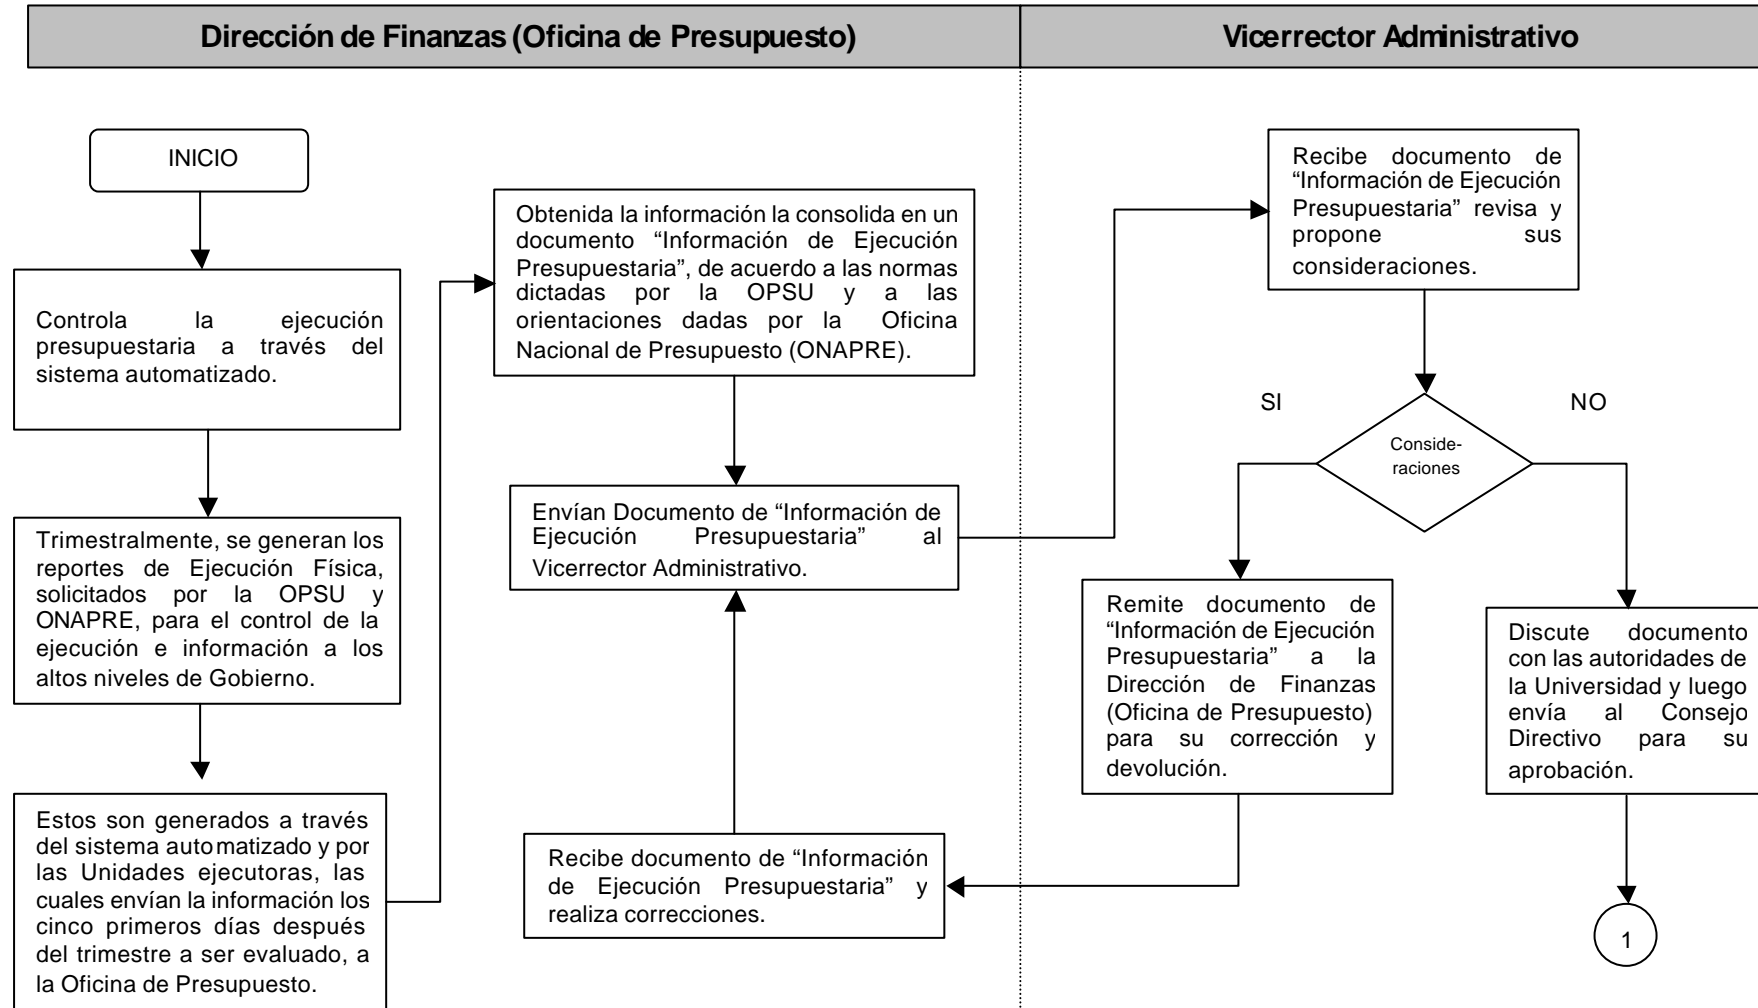 Dirección de Finanzas (Oficina de Presupuesto)
Vicerrector Administrativo
INICIO
Controla la ejecución
presupuestaria a través del
sistema automatizado.
Trimestralmente, se generan los
reportes de Ejecución Física,
solicitados por la OPSU y
ONAPRE, para el control de la
ejecución e información a los
altos niveles de Gobierno.
Estos son generados a través
del sistema automatizado y por
las Unidades ejecutoras, las
cuales envían la información los
cinco primeros días después
del trimestre a ser evaluado, a
la Oficina de Presupuesto.
Obtenida la información la consolida en un
documento “Información de Ejecución
Presupuestaria”, de acuerdo a las normas
dictadas por la OPSU y a las
orientaciones dadas por la Oficina
Nacional de Presupuesto (ONAPRE).
Envían Documento de “Información de
Ejecución Presupuestaria” al
Vicerrector Administrativo.
Recibe documento de “Información
de Ejecución Presupuestaria” y
realiza correcciones.
Recibe documento de
“Información de Ejecución
Presupuestaria” revisa y
propone sus
consideraciones.
SI
NO
Conside-
raciones
Remite documento de
“Información de Ejecución
Presupuestaria” a la
Dirección de Finanzas
(Oficina de Presupuesto)
para su corrección y
devolución.
Discute documento
con las autoridades de
la Universidad y luego
envía al Consejo
Directivo para su
aprobación.
1